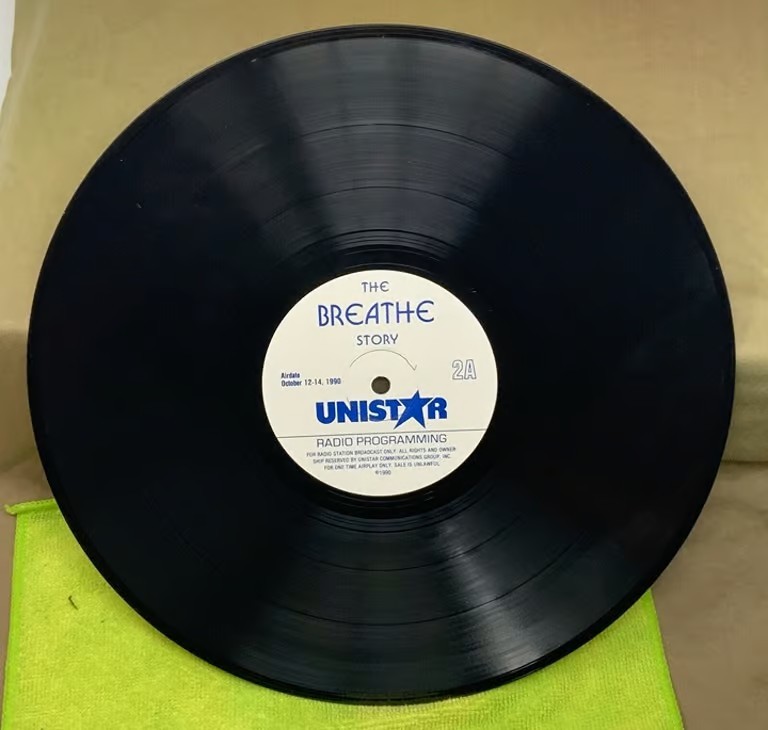 THE
BREATHE
STORY
Airdate
October 12-14, 1990
2A
UNIST★R
RADIO PROGRAMMING
FOR RADIO STATION BROADCAST ONLY. ALL RIGHTS AND OWNER
SHIP RESERVED BY UNISTAR COMMUNICATIONS GROUP, INC.
FOR ONE TIME AIRPLAY ONLY. SALE IS UNLAWFUL
℗1990